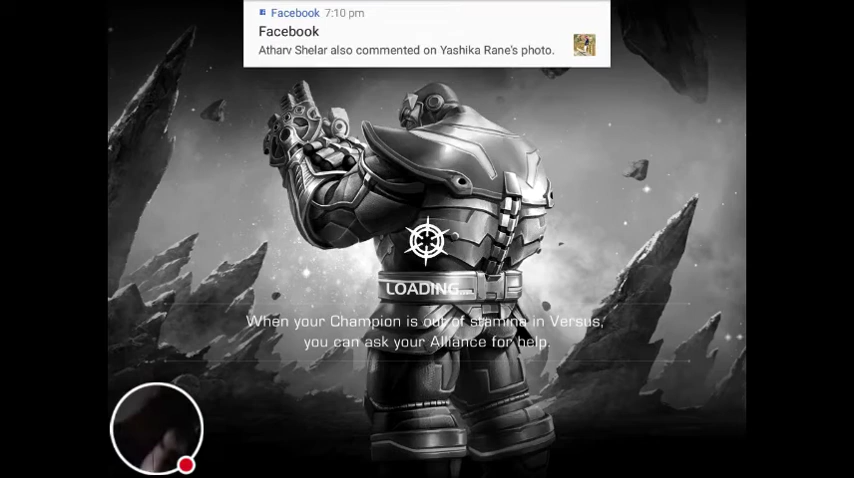 Facebook 7:10 pm
Facebook
Atharv Shelar also commented on Yashika Rane's photo.
LOADING...
When your Champion is out of stamina in Versus,
you can ask your Alliance for help.